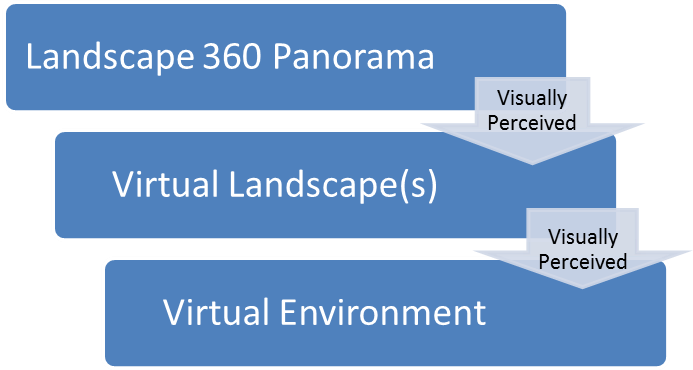 Landscape 360 Panorama
Visually
Perceived
Virtual Landscape(s)
Visually
Perceived
Virtual Environment